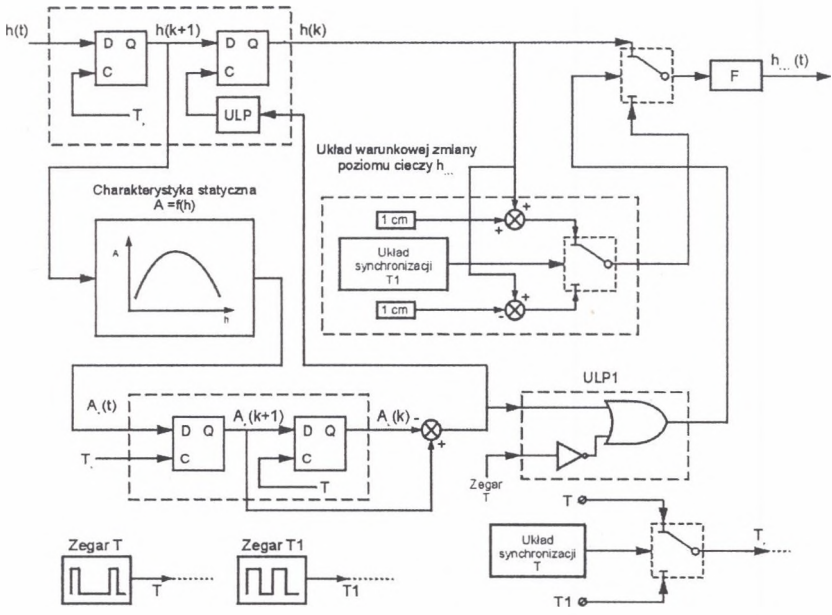 h(t)
D Q
C
T.
h(k+1)
D Q
C
ULP
h(k)
F
h...(t)
Układ warunkowej zmiany
poziomu cieczy h...
1 cm
+
+
Układ
synchronizacji
T1
1 cm
+
-
Charakterystyka statyczna
A =f(h)
A
h
A.(t)
T.
D Q
C
A.(k+1)
D Q
C
T
A.(k)
-
+
ULP1
Zegar
T
Zegar T
T
Zegar T1
T1
T
Układ
synchronizacji
T
T1
T.